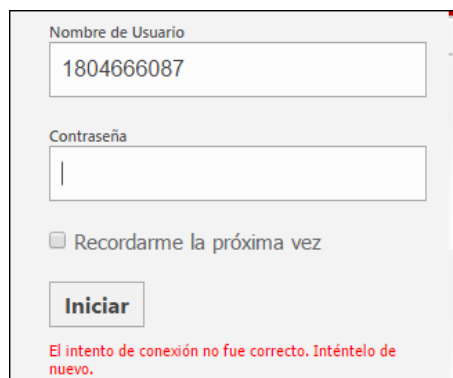 Nombre de Usuario
1804666087
Contraseña
Recordarme la próxima vez
Iniciar
El intento de conexión no fue correcto. Inténtelo de
nuevo.